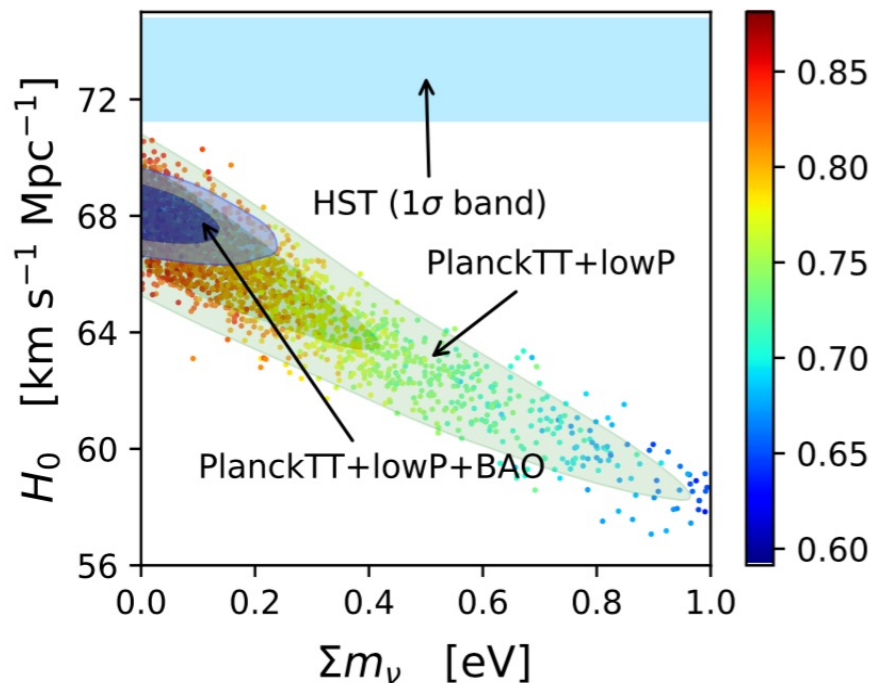 H₀ [km s⁻¹ Mpc⁻¹]
72
68
64
60
56
HST (1σ band)
PlanckTT+lowP
PlanckTT+lowP+BAO
0.0 0.2 0.4 0.6 0.8 1.0
Σmᵥ [eV]
0.85
0.80
0.75
0.70
0.65
0.60